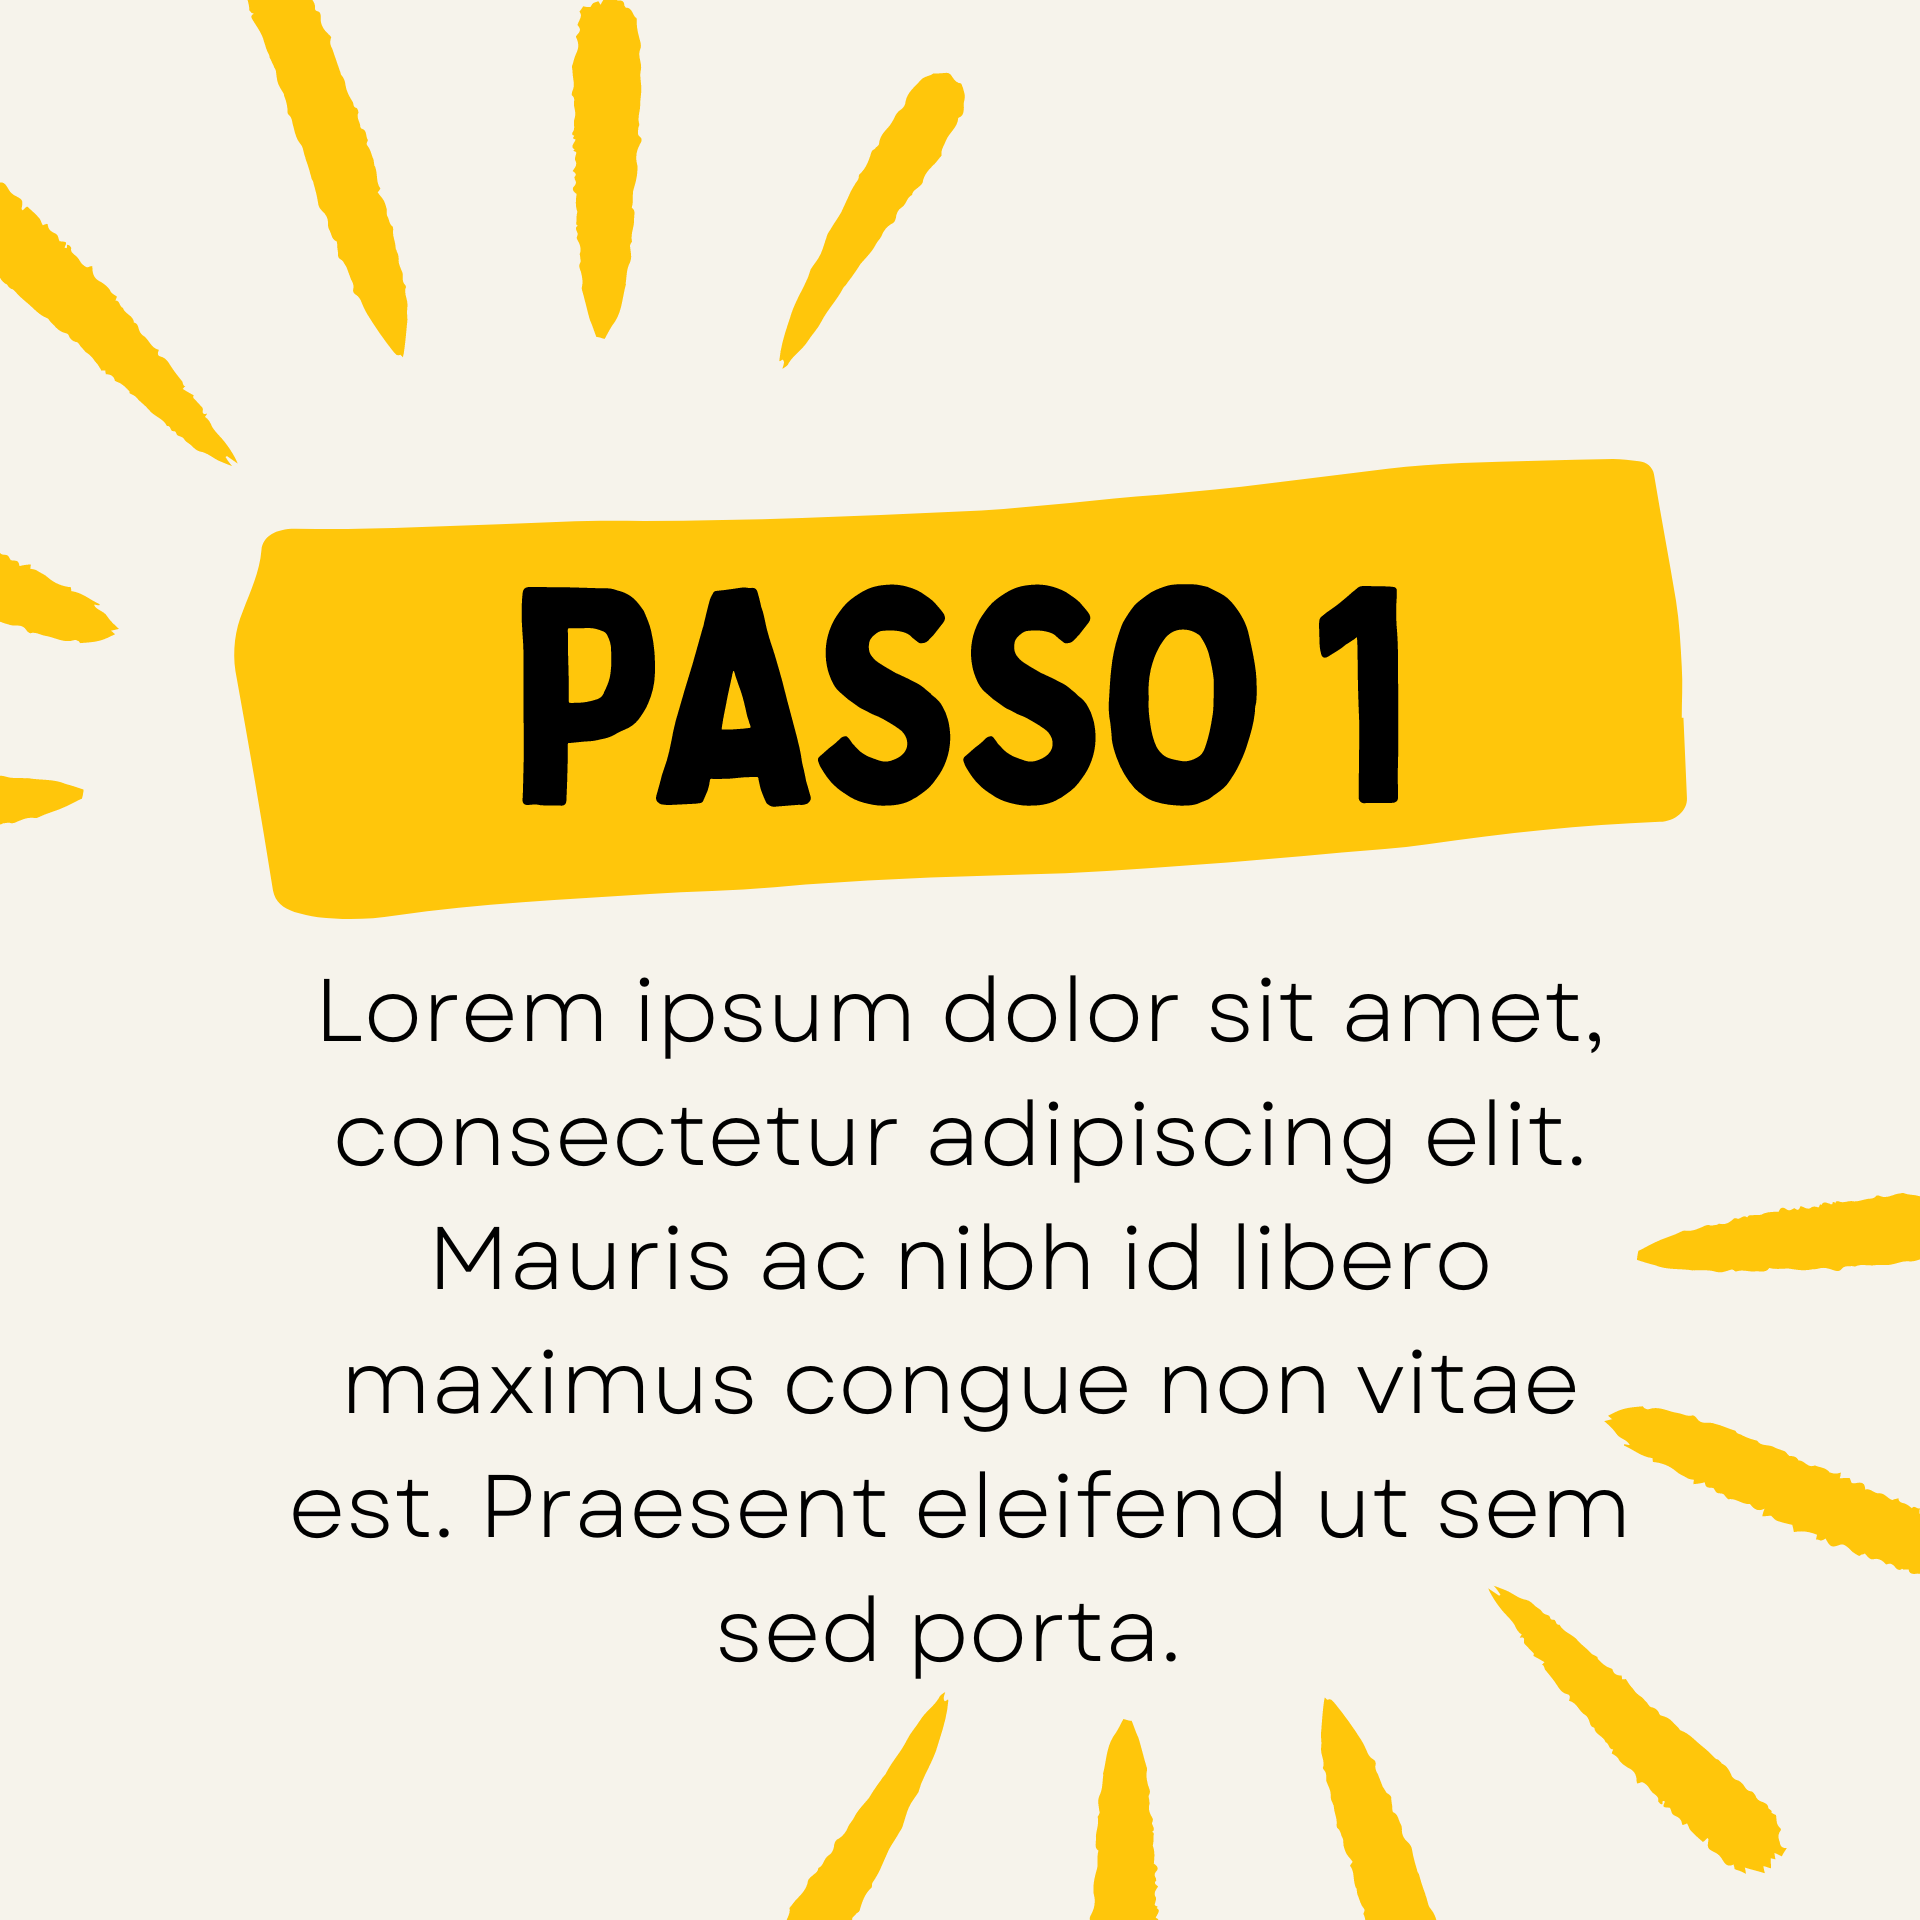 PASSO 1
Lorem ipsum dolor sit amet,
consectetur adipiscing elit.
Mauris ac nibh id libero
maximus congue non vitae
est. Praesent eleifend ut sem
sed porta.